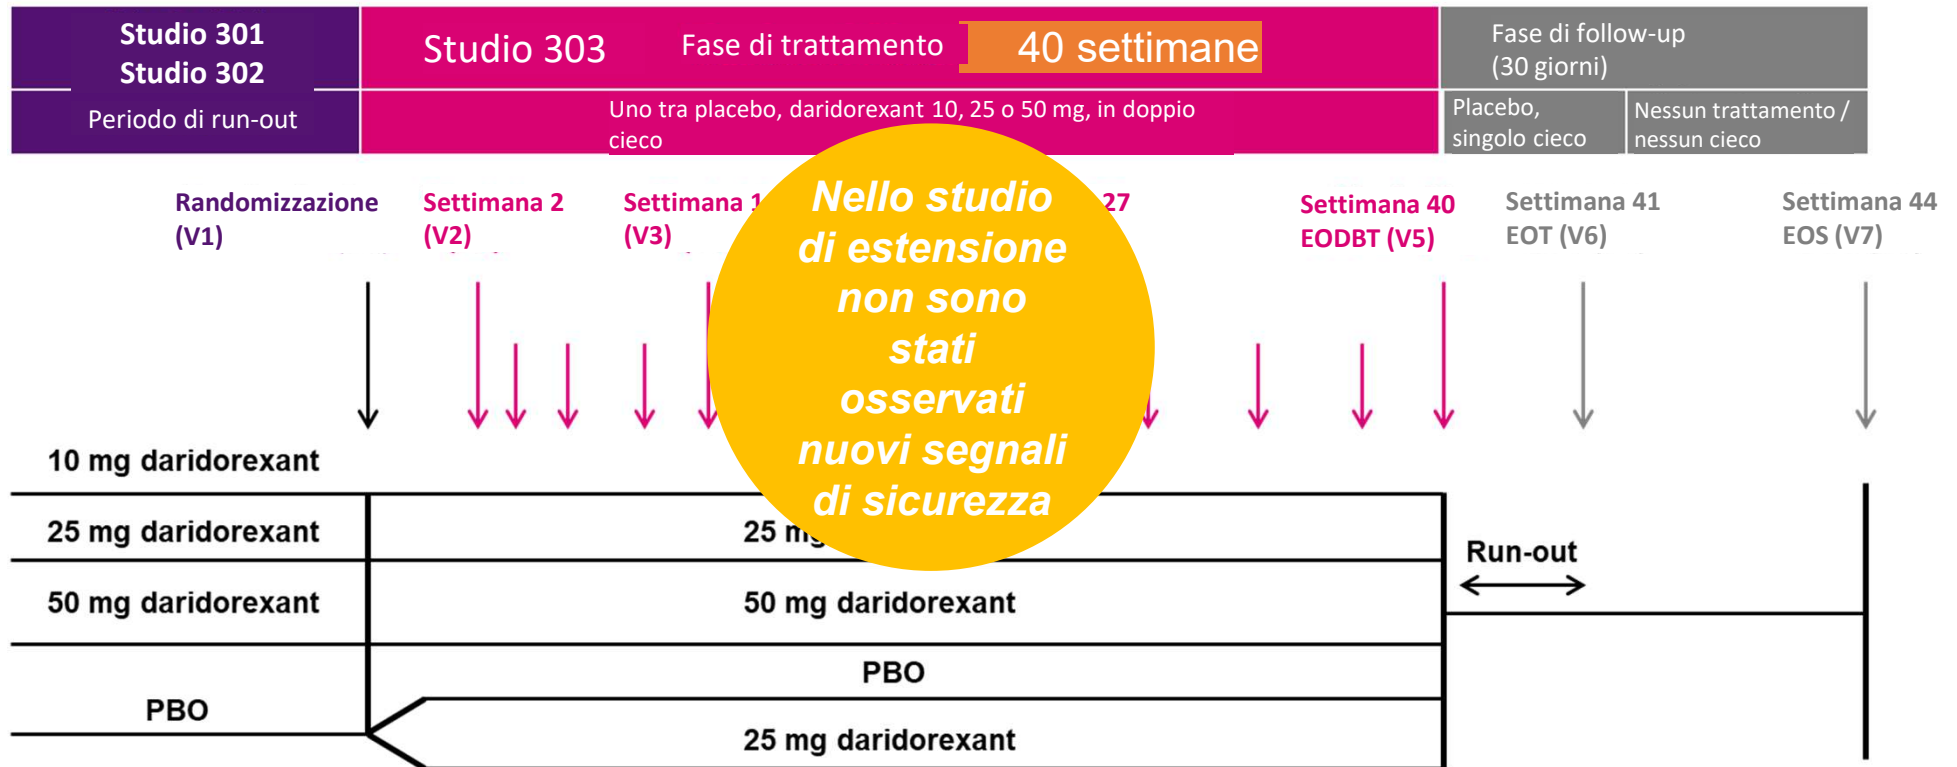 Studio 301
Studio 302
Studio 303
Fase di trattamento
40 settimane
Fase di follow-up
(30 giorni)
Periodo di run-out
Uno tra placebo, daridorexant 10, 25 o 50 mg, in doppio
cieco
Placebo,
singolo cieco
Nessun trattamento /
nessun cieco
Randomizzazione
(V1)
Settimana 2
(V2)
Settimana 1
(V3)
27
Settimana 40
EODBT (V5)
Settimana 41
EOT (V6)
Settimana 44
EOS (V7)
Nello studio
di estensione
non sono
stati
osservati
nuovi segnali
di sicurezza
10 mg daridorexant
25 mg daridorexant
25 m
50 mg daridorexant
50 mg daridorexant
Run-out
PBO
PBO
25 mg daridorexant